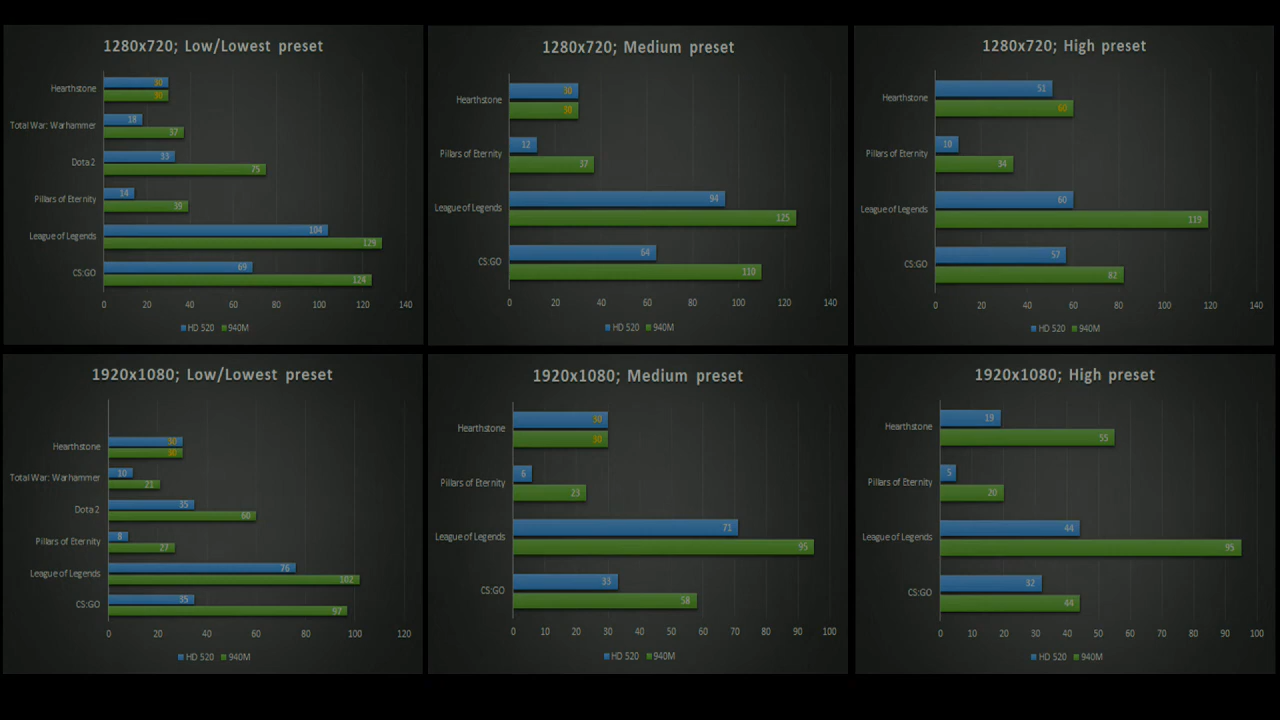 1280x720; Low/Lowest preset
Hearthstone 30
30
Total War: Warhammer 18
37
Dota 2 33
75
Pillars of Eternity 14
39
League of Legends 104
129
CS:GO 69
124
0 20 40 60 80 100 120 140
HD 520 940M
1280x720; Medium preset
Hearthstone 30
30
Pillars of Eternity 12
37
League of Legends 94
125
CS:GO 64
110
0 20 40 60 80 100 120 140
HD 520 940M
1280x720; High preset
Hearthstone 51
60
Pillars of Eternity 10
34
League of Legends 60
119
CS:GO 57
82
0 20 40 60 80 100 120 140
HD 520 940M
1920x1080; Low/Lowest preset
Hearthstone 30
30
Total War: Warhammer 10
21
Dota 2 35
60
Pillars of Eternity 8
27
League of Legends 76
102
CS:GO 35
97
0 20 40 60 80 100 120
HD 520 940M
1920x1080; Medium preset
Hearthstone 30
30
Pillars of Eternity 6
23
League of Legends 71
95
CS:GO 33
58
0 10 20 30 40 50 60 70 80 90 100
HD 520 940M
1920x1080; High preset
Hearthstone 19
55
Pillars of Eternity 5
20
League of Legends 44
95
CS:GO 32
44
0 10 20 30 40 50 60 70 80 90 100
HD 520 940M